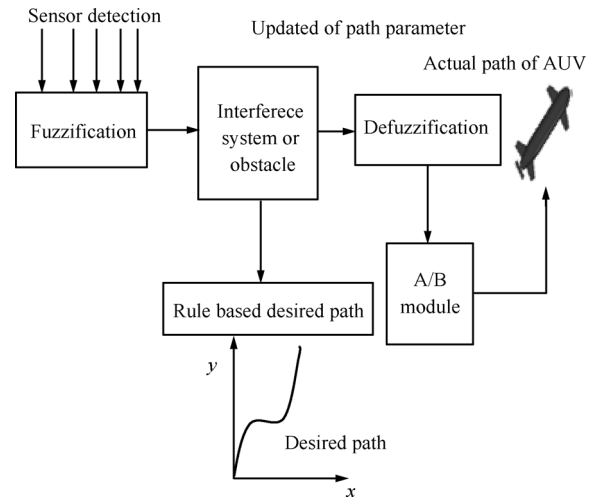 Sensor detection
Updated of path parameter
Actual path of AUV
Fuzzification
Interferece
system or
obstacle
Defuzzification
A/B
module
Rule based desired path
y
Desired path
x